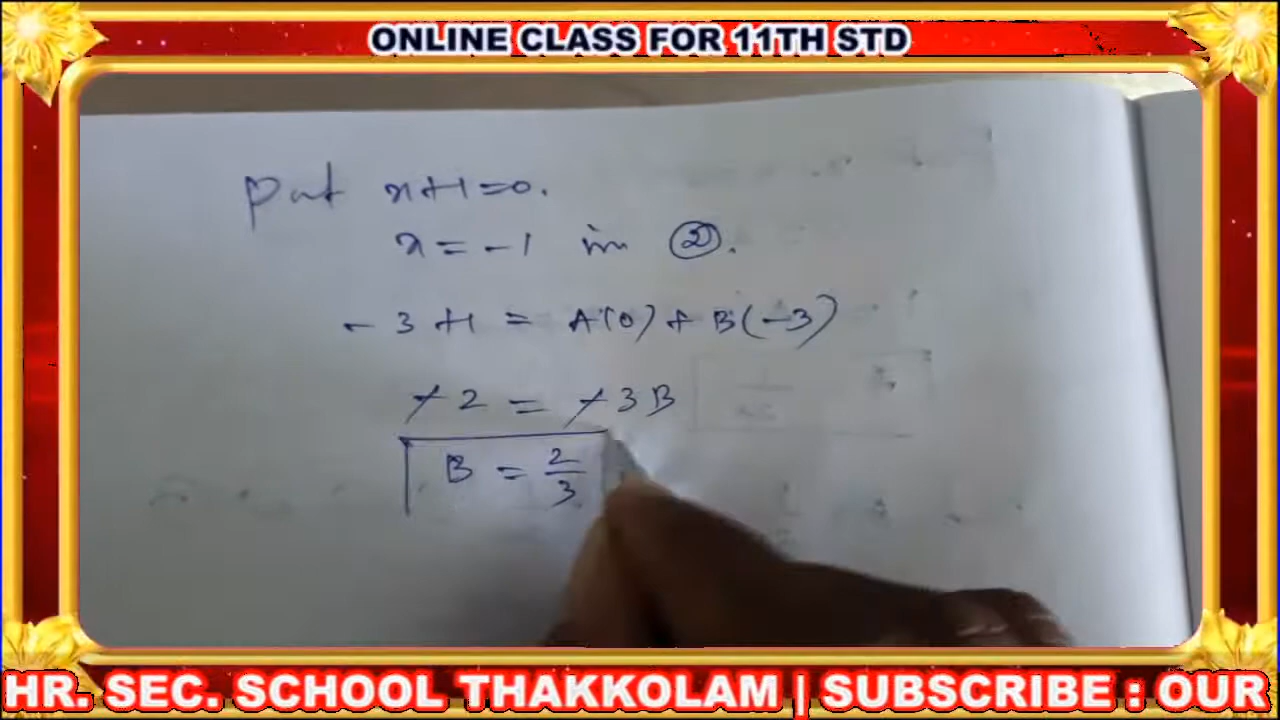 ONLINE CLASS FOR 11TH STD
Put x+1=0.
x = -1 in ②.
-3+1 = A(0) + B(-3)
-2 = -3B
B = 2/3
HR. SEC. SCHOOL THAKKOLAM | SUBSCRIBE : OUR